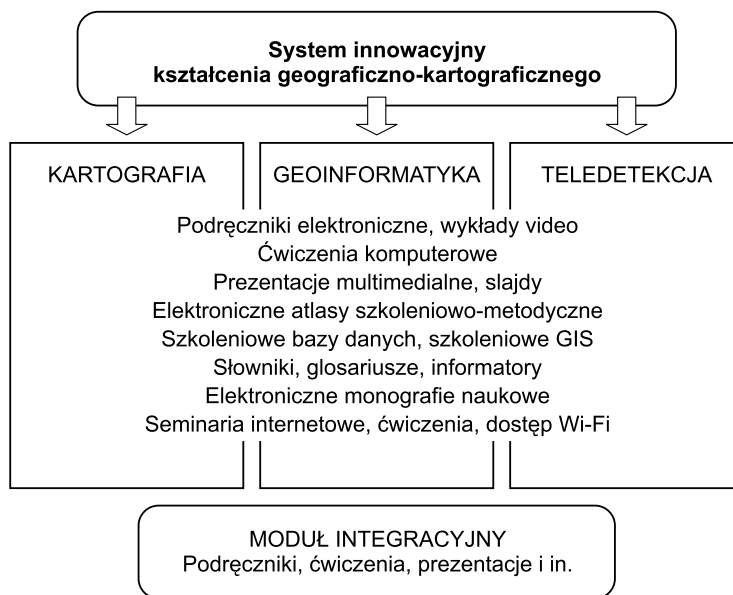 System innowacyjny
kształcenia geograficzno-kartograficznego
KARTOGRAFIA
GEOINFORMATYKA
TELEDETEKCJA
Podręczniki elektroniczne, wykłady video
Ćwiczenia komputerowe
Prezentacje multimedialne, slajdy
Elektroniczne atlasy szkoleniowo-metodyczne
Szkoleniowe bazy danych, szkoleniowe GIS
Słowniki, glosariusze, informatory
Elektroniczne monografie naukowe
Seminaria internetowe, ćwiczenia, dostęp Wi-Fi
MODUŁ INTEGRACYJNY
Podręczniki, ćwiczenia, prezentacje i in.